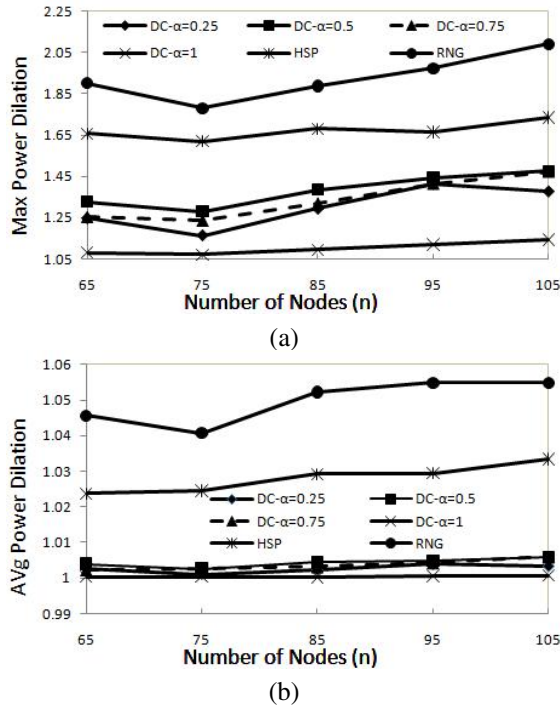 DC-α=0.25 DC-α=0.5 DC-α=0.75
DC-α=1 HSP RNG
2.25
2.05
1.85
1.65
1.45
1.25
1.05
Max Power Dilation
65 75 85 95 105
Number of Nodes (n)
(a)
1.06
1.05
1.04
1.03
1.02
1.01
1
0.99
AVg Power Dilation
DC-α=0.25 DC-α=0.5
DC-α=0.75 DC-α=1
HSP RNG
65 75 85 95 105
Number of Nodes (n)
(b)